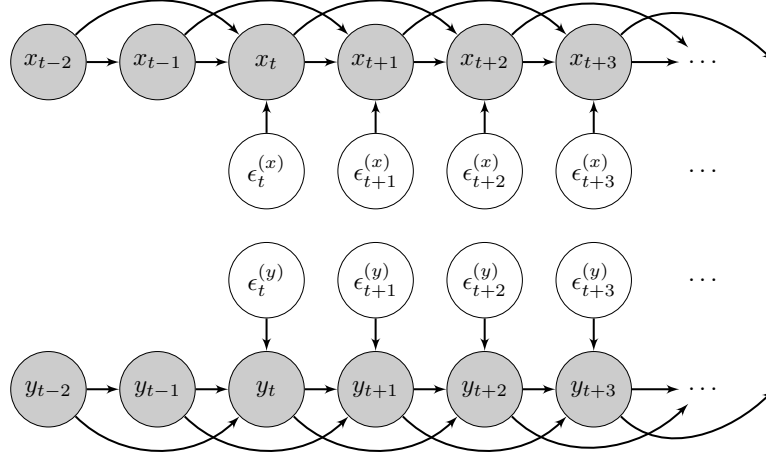 x_{t−2} x_{t−1} x_t x_{t+1} x_{t+2} x_{t+3} ···
ϵ_t^{(x)} ϵ_{t+1}^{(x)} ϵ_{t+2}^{(x)} ϵ_{t+3}^{(x)} ···
ϵ_t^{(y)} ϵ_{t+1}^{(y)} ϵ_{t+2}^{(y)} ϵ_{t+3}^{(y)} ···
y_{t−2} y_{t−1} y_t y_{t+1} y_{t+2} y_{t+3} ···